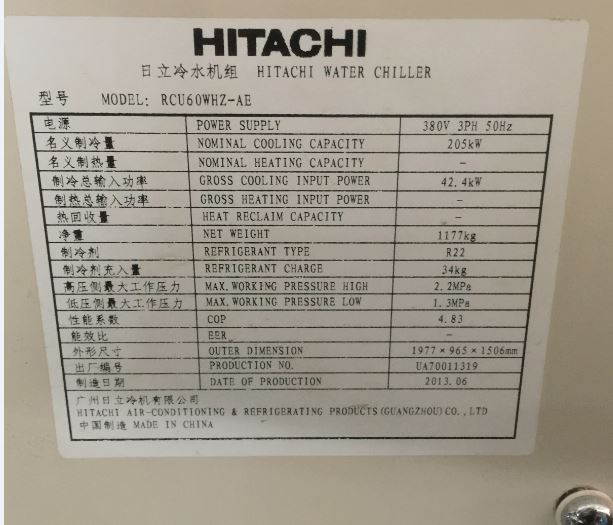 HITACHI
日立冷水机组 HITACHI WATER CHILLER
型号 MODEL: RCU60WHZ-AE
电源 POWER SUPPLY 380V 3PH 50Hz
名义制冷量 NOMINAL COOLING CAPACITY 205kW
名义制热量 NOMINAL HEATING CAPACITY -
制冷总输入功率 GROSS COOLING INPUT POWER 42.4kW
制热总输入功率 GROSS HEATING INPUT POWER -
热回收量 HEAT RECLAIM CAPACITY -
净重 NET WEIGHT 1177kg
制冷剂 REFRIGERANT TYPE R22
制冷剂充入量 REFRIGERANT CHARGE 34kg
高压侧最大工作压力 MAX. WORKING PRESSURE HIGH 2.2MPa
低压侧最大工作压力 MAX. WORKING PRESSURE LOW 1.3MPa
性能系数 COP 4.83
能效比 EER -
外形尺寸 OUTER DIMENSION 1977×965×1506mm
出厂编号 PRODUCTION NO. UA70011319
制造日期 DATE OF PRODUCTION 2013.06
广州日立冷机有限公司
HITACHI AIR-CONDITIONING & REFRIGERATING PRODUCTS (GUANGZHOU) CO., LTD
中国制造 MADE IN CHINA